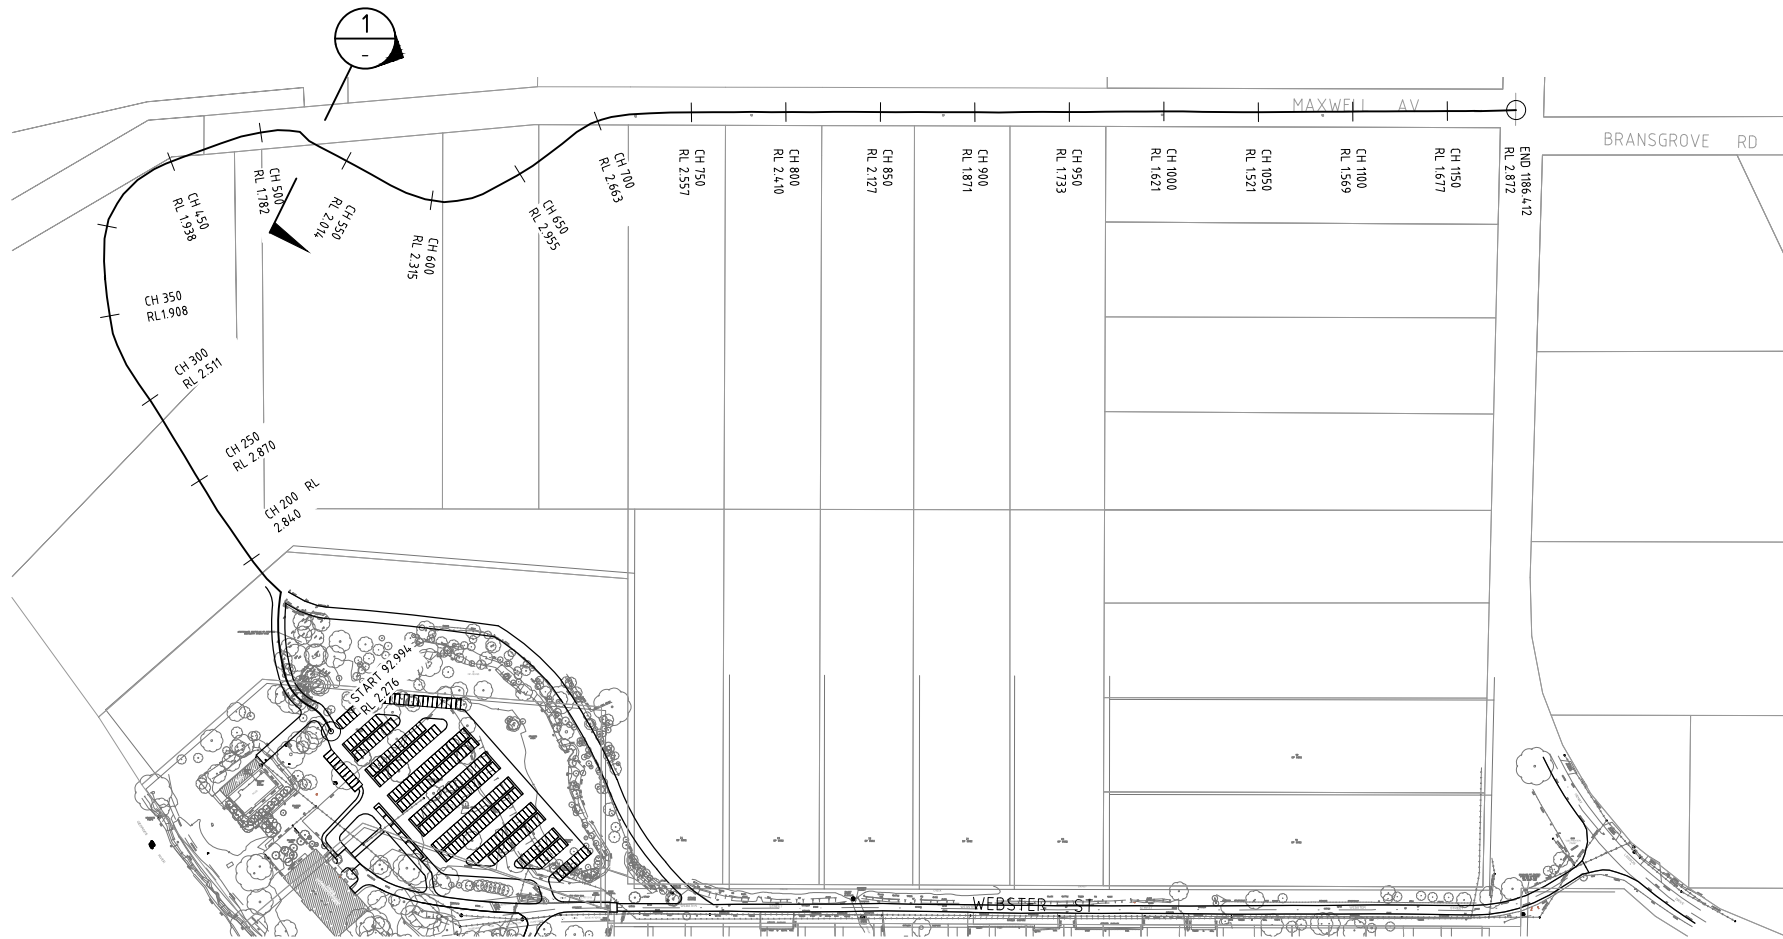 1
-
MAXWELL AV
BRANSGROVE RD
CH 450
RL 1.938
CH 500
RL 1.782
CH 550
RL 2.014
CH 600
RL 2.315
CH 650
RL 2.955
CH 700
RL 2.663
CH 750
RL 2.557
CH 800
RL 2.410
CH 850
RL 2.127
CH 900
RL 1.871
CH 950
RL 1.733
CH 1000
RL 1.621
CH 1050
RL 1.521
CH 1100
RL 1.569
CH 1150
RL 1.677
END 1186.412
RL 2.872
CH 350
RL1.908
CH 300
RL 2.511
CH 250
RL 2.870
CH 200 RL
2.840
START 92.994
RL 2.276
WEBSTER ST